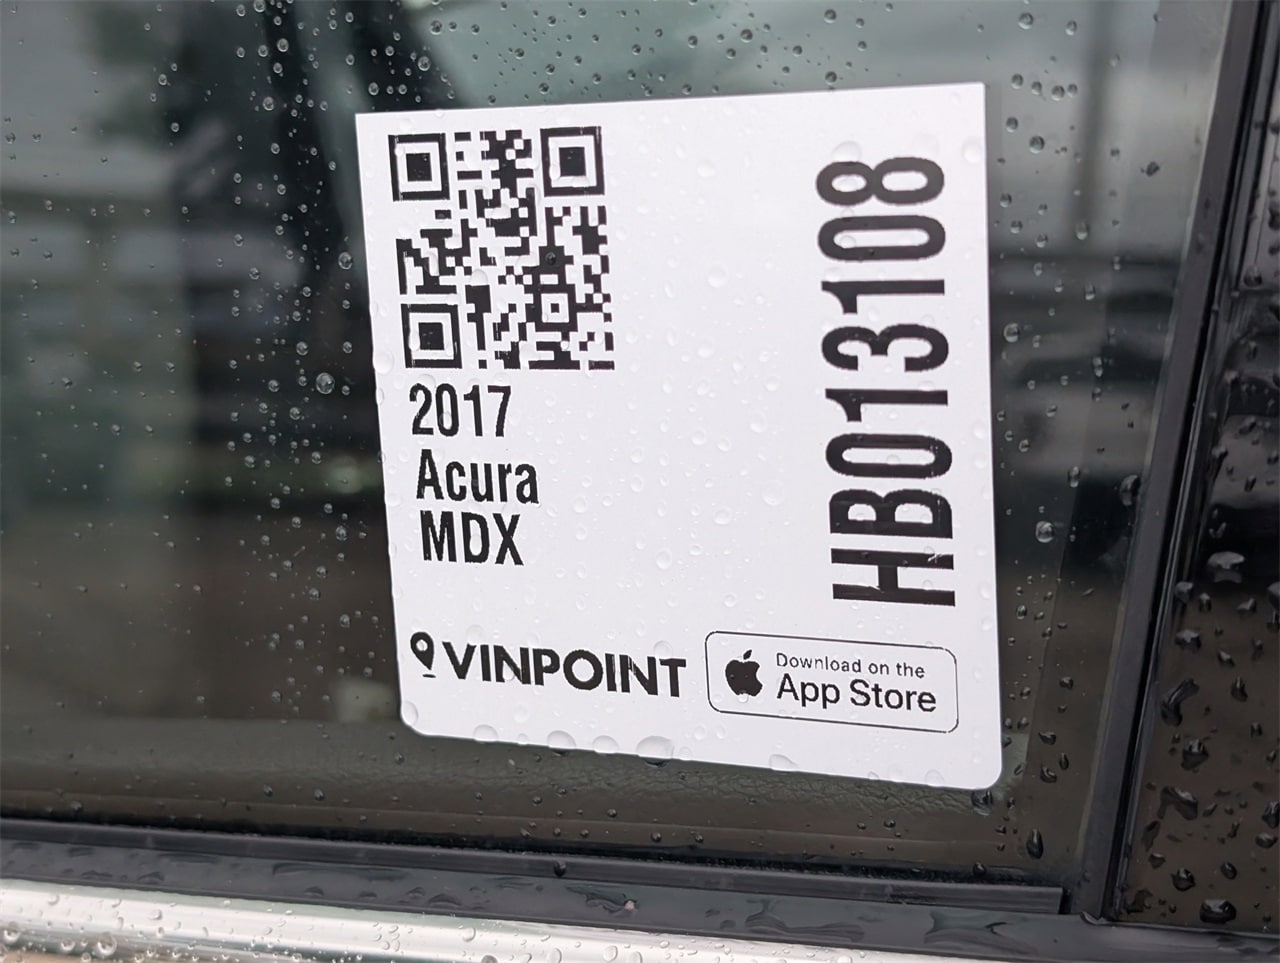 2017
Acura
MDX
HB013108
VINPOINT
Download on the
App Store